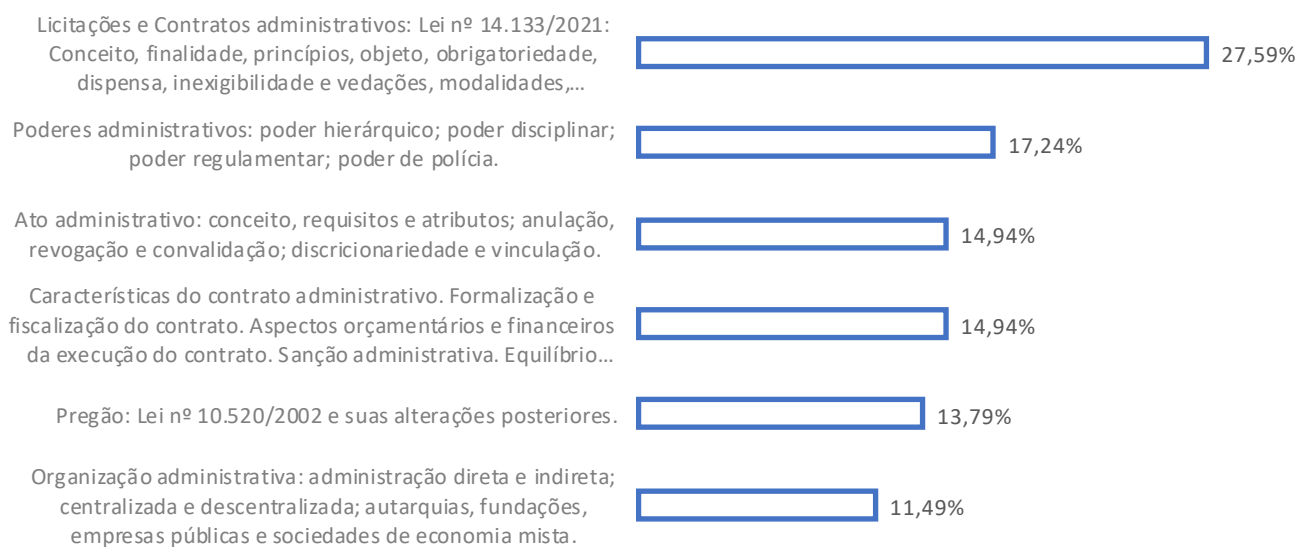 Licitações e Contratos administrativos: Lei nº 14.133/2021:
Conceito, finalidade, princípios, objeto, obrigatoriedade,
dispensa, inexigibilidade e vedações, modalidades,...
27,59%
Poderes administrativos: poder hierárquico; poder disciplinar;
poder regulamentar; poder de polícia.
17,24%
Ato administrativo: conceito, requisitos e atributos; anulação,
revogação e convalidação; discricionariedade e vinculação.
14,94%
Características do contrato administrativo. Formalização e
fiscalização do contrato. Aspectos orçamentários e financeiros
da execução do contrato. Sanção administrativa. Equilíbrio...
14,94%
Pregão: Lei nº 10.520/2002 e suas alterações posteriores.
13,79%
Organização administrativa: administração direta e indireta;
centralizada e descentralizada; autarquias, fundações,
empresas públicas e sociedades de economia mista.
11,49%